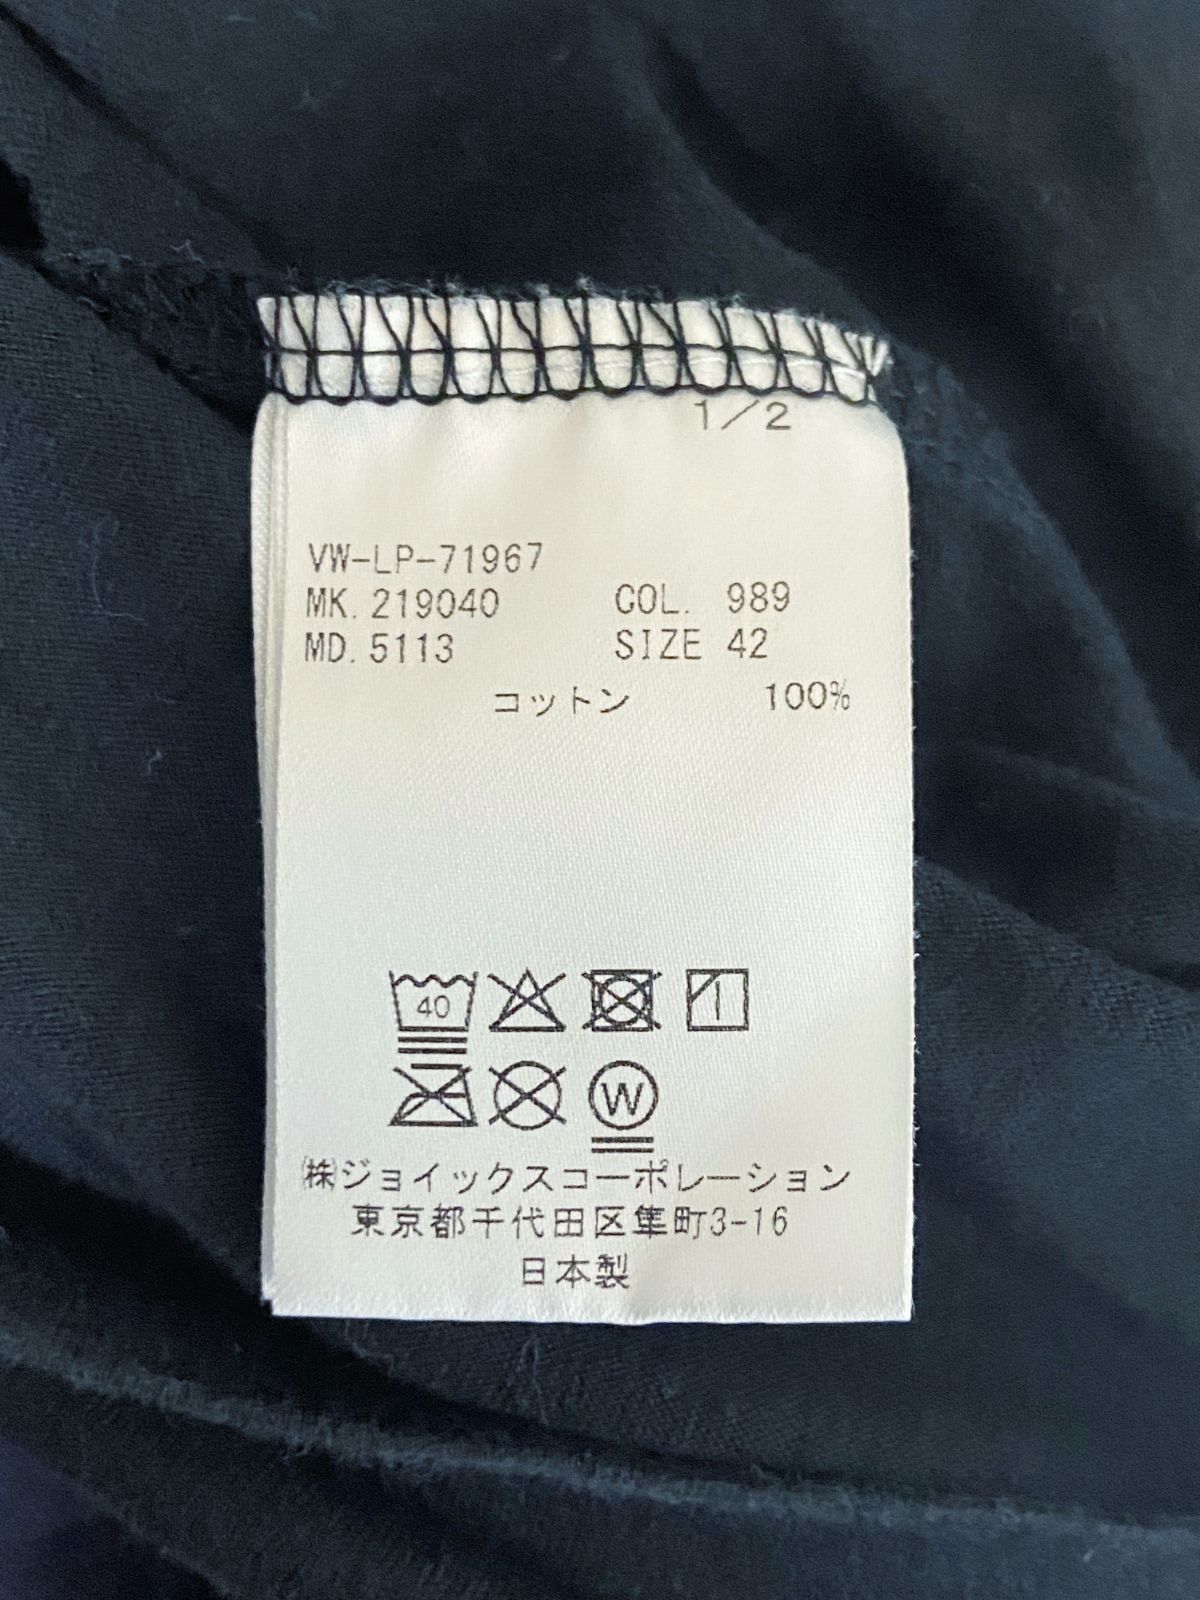 1/2
VW-LP-71967
MK. 219040 COL. 989
MD. 5113 SIZE 42
コットン 100%
40
W
㈱ジョイックスコーポレーション
東京都千代田区隼町3-16
日本製